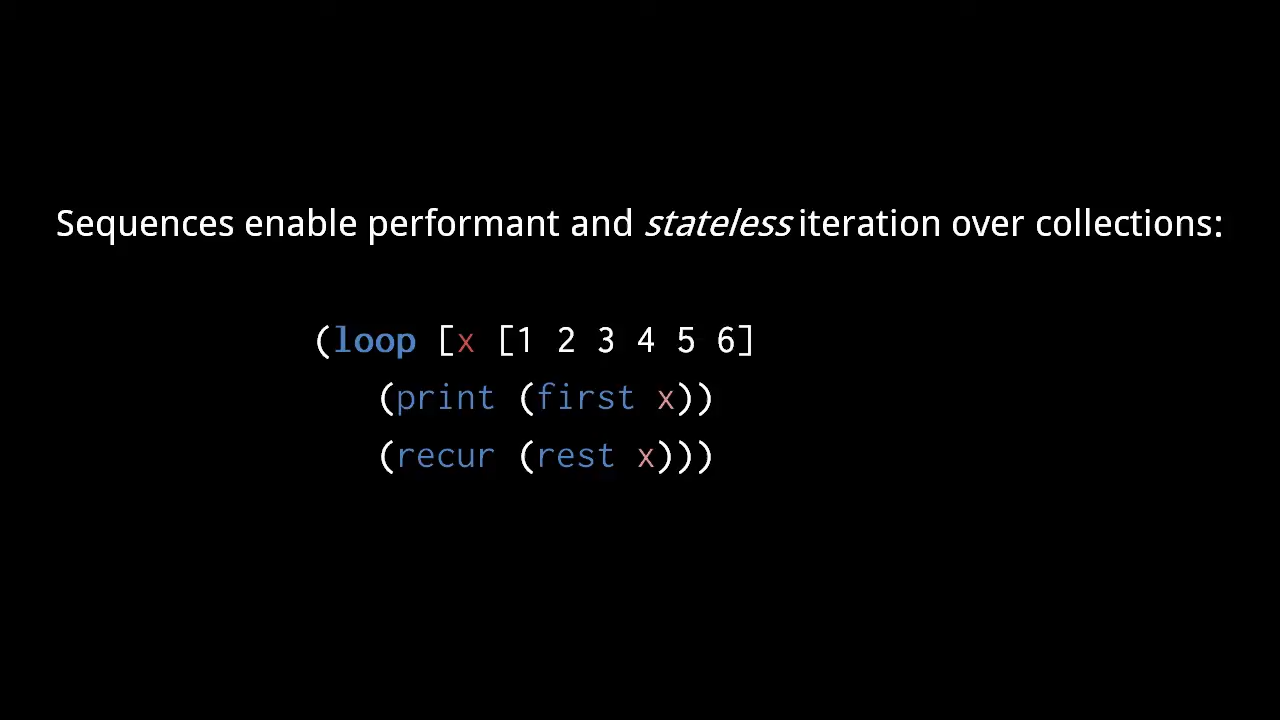 Sequences enable performant and stateless iteration over collections:
(loop [x [1 2 3 4 5 6]
(print (first x))
(recur (rest x)))